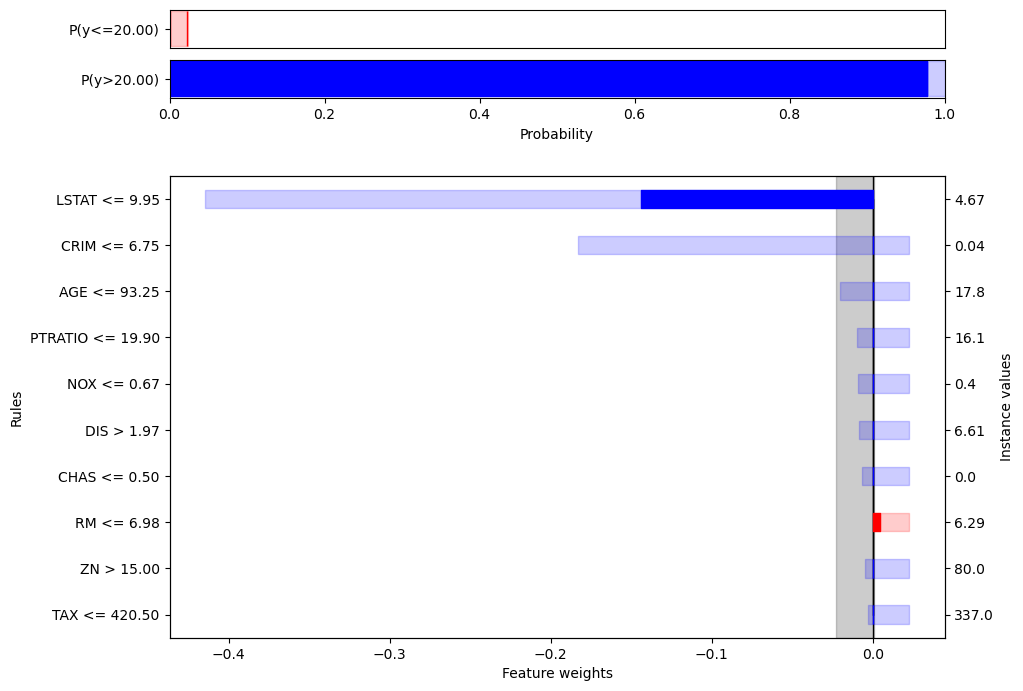 P(y<=20.00)
P(y>20.00)
0.0 0.2 0.4 0.6 0.8 1.0
Probability
LSTAT <= 9.95 4.67
CRIM <= 6.75 0.04
AGE <= 93.25 17.8
PTRATIO <= 19.90 16.1
NOX <= 0.67 0.4
DIS > 1.97 6.61
CHAS <= 0.50 0.0
RM <= 6.98 6.29
ZN > 15.00 80.0
TAX <= 420.50 337.0
Rules
Instance values
−0.4 −0.3 −0.2 −0.1 0.0
Feature weights